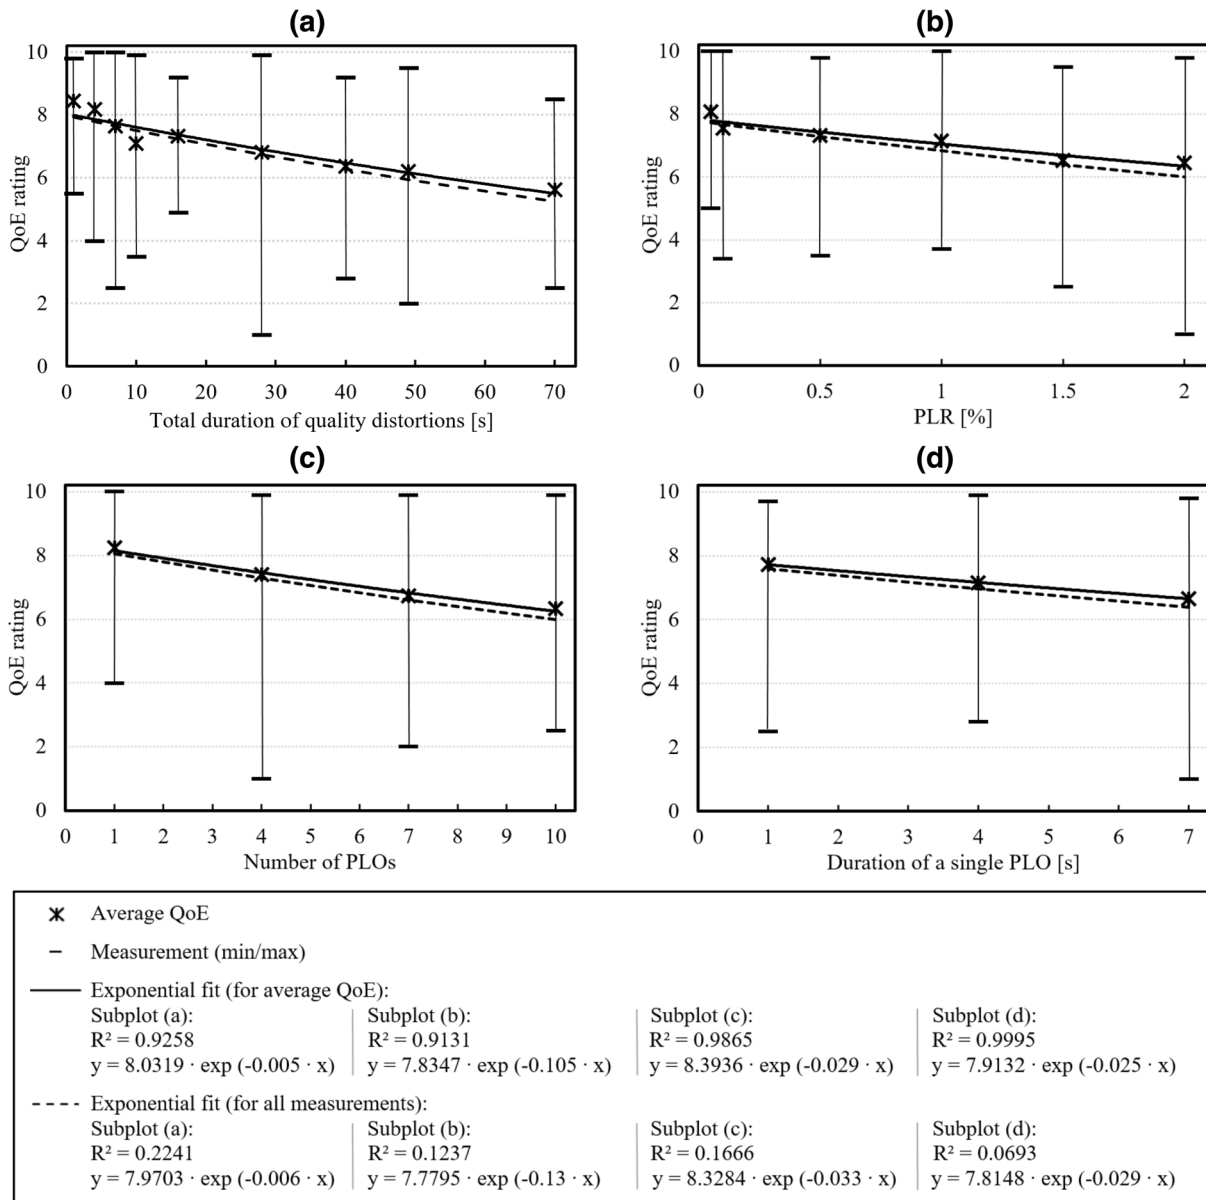 (a)
10
8
6
4
2
0
QoE rating
0 10 20 30 40 50 60 70
Total duration of quality distortions [s]
(b)
10
8
6
4
2
0
QoE rating
0 0.5 1 1.5 2
PLR [%]
(c)
10
8
6
4
2
0
QoE rating
0 1 2 3 4 5 6 7 8 9 10
Number of PLOs
(d)
10
8
6
4
2
0
QoE rating
0 1 2 3 4 5 6 7
Duration of a single PLO [s]
Average QoE
Measurement (min/max)
Exponential fit (for average QoE):
Subplot (a):
R² = 0.9258
y = 8.0319 · exp (-0.005 · x)
Subplot (b):
R² = 0.9131
y = 7.8347 · exp (-0.105 · x)
Subplot (c):
R² = 0.9865
y = 8.3936 · exp (-0.029 · x)
Subplot (d):
R² = 0.9995
y = 7.9132 · exp (-0.025 · x)
Exponential fit (for all measurements):
Subplot (a):
R² = 0.2241
y = 7.9703 · exp (-0.006 · x)
Subplot (b):
R² = 0.1237
y = 7.7795 · exp (-0.13 · x)
Subplot (c):
R² = 0.1666
y = 8.3284 · exp (-0.033 · x)
Subplot (d):
R² = 0.0693
y = 7.8148 · exp (-0.029 · x)